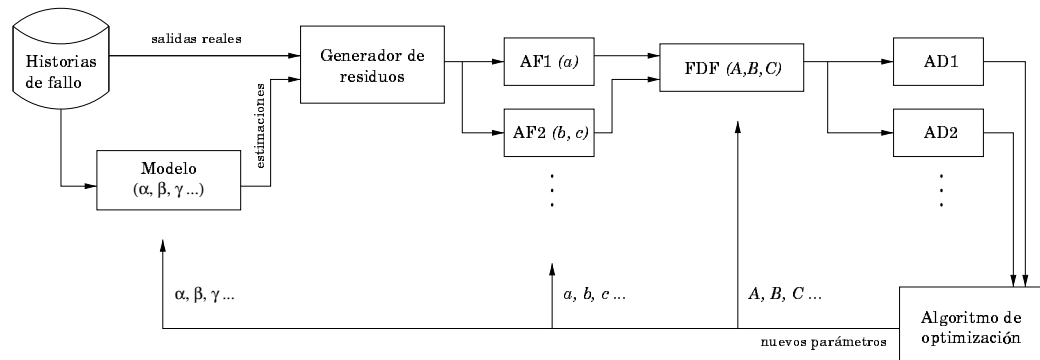 Historias
de fallo
salidas reales
estimaciones
Modelo
(α, β, γ ...)
Generador de
residuos
AF1 (a)
AF2 (b, c)
FDF (A,B,C)
AD1
AD2
α, β, γ ...
a, b, c ...
A, B, C ...
nuevos parámetros
Algoritmo de
optimización